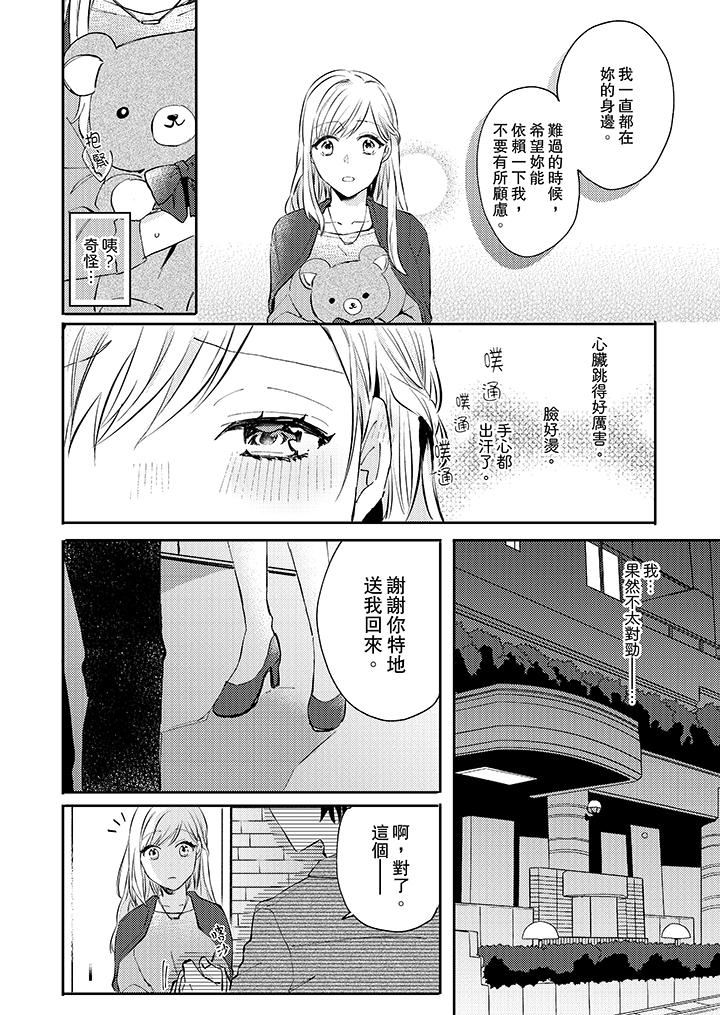 我一直都在
妳的身邊。
難過的時候，
希望妳能
依賴一下我，
不要有所顧慮。
抱緊
咦？
奇怪…
心臟跳得好厲害。
臉好燙。
手心都
出汗了。
噗通
噗通
噗通
我…
果然不太對勁——…
謝謝你特地
送我回來。
啊，對了。
這個——